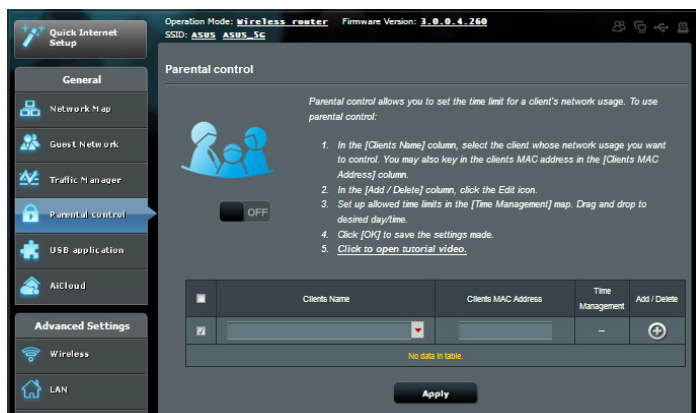 Quick Internet
Setup
Operation Mode: Wireless router Firmware Version: 3.0.0.4.260
SSID: ASUS ASUS_5G
General
Network Map
Guest Network
Traffic Manager
Parental control
USB application
AiCloud
Advanced Settings
Wireless
LAN
Parental control
Parental control allows you to set the time limit for a client's network usage. To use
parental control:
1. In the [Clients Name] column, select the client whose network usage you want
to control. You may also key in the clients MAC address in the [Clients MAC
Address] column.
2. In the [Add / Delete] column, click the Edit icon.
3. Set up allowed time limits in the [Time Management] map. Drag and drop to
desired day/time.
4. Click [OK] to save the settings made.
5. Click to open tutorial video.
OFF
Clients Name Clients MAC Address Time Management Add / Delete
–
No data in table.
Apply